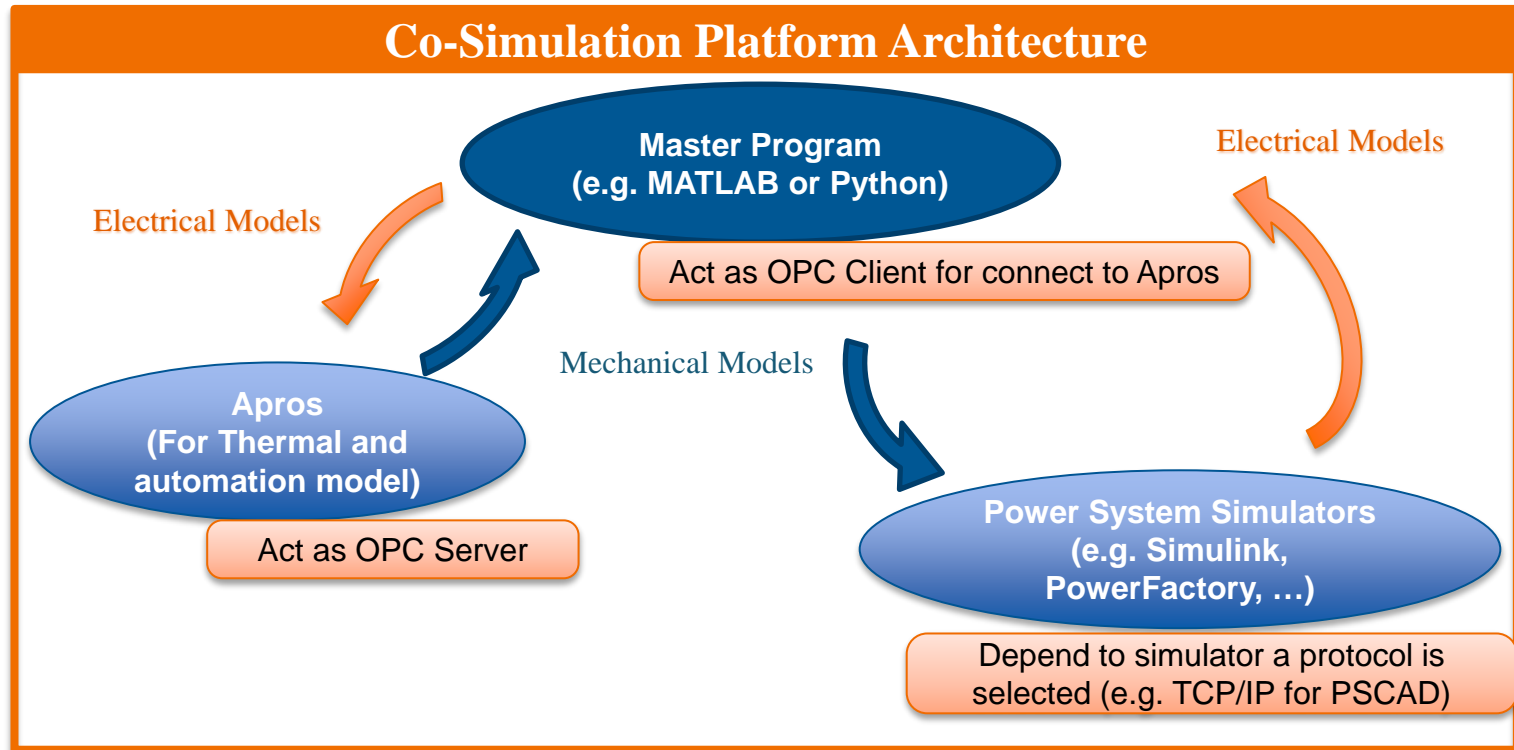 Co-Simulation Platform Architecture
Master Program
(e.g. MATLAB or Python)
Electrical Models
Electrical Models
Act as OPC Client for connect to Apros
Mechanical Models
Apros
(For Thermal and
automation model)
Act as OPC Server
Power System Simulators
(e.g. Simulink,
PowerFactory, …)
Depend to simulator a protocol is
selected (e.g. TCP/IP for PSCAD)